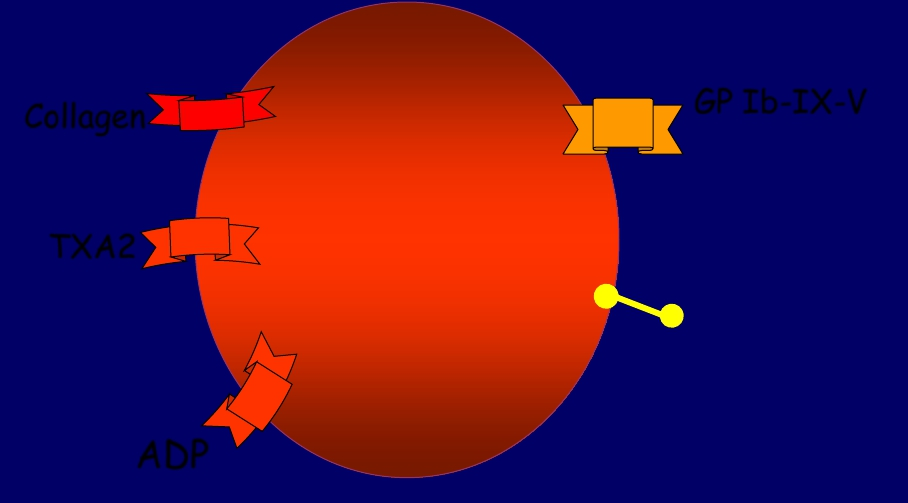 Collagen
GP Ib-IX-V
TXA2
ADP